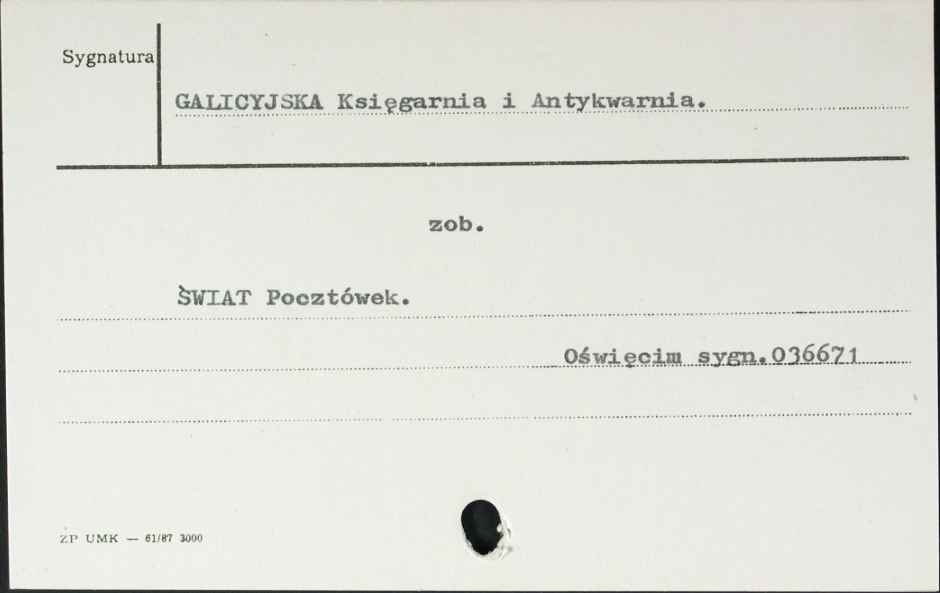 Sygnatura
GALICYJSKA Księgarnia i Antykwarnia.
zob.
ŚWIAT Pocztówek.
Oświęcim sygn.036671
ZP UMK — 61/87 3000